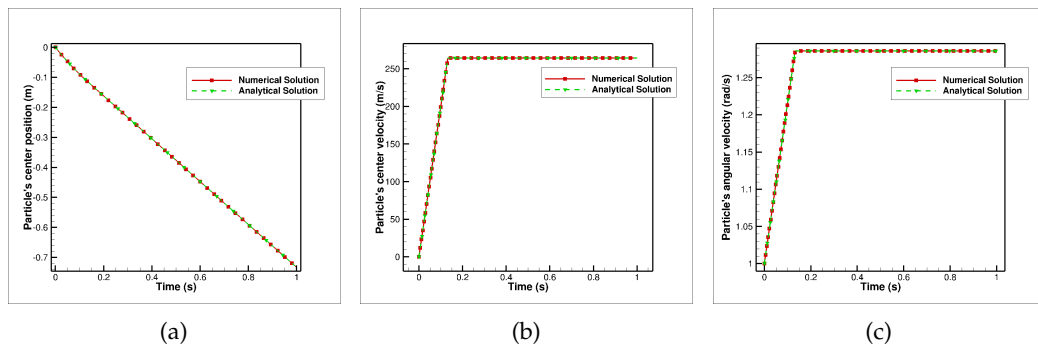 0
-0.1
-0.2
-0.3
-0.4
-0.5
-0.6
-0.7
Particle's center position (m)
0 0.2 0.4 0.6 0.8 1
Time (s)
Numerical Solution
Analytical Solution
(a)
250
200
150
100
50
0
Particle's center velocity (m/s)
0 0.2 0.4 0.6 0.8 1
Time (s)
Numerical Solution
Analytical Solution
(b)
1.25
1.2
1.15
1.1
1.05
1
Particle's angular velocity (rad/s)
0 0.2 0.4 0.6 0.8 1
Time (s)
Numerical Solution
Analytical Solution
(c)